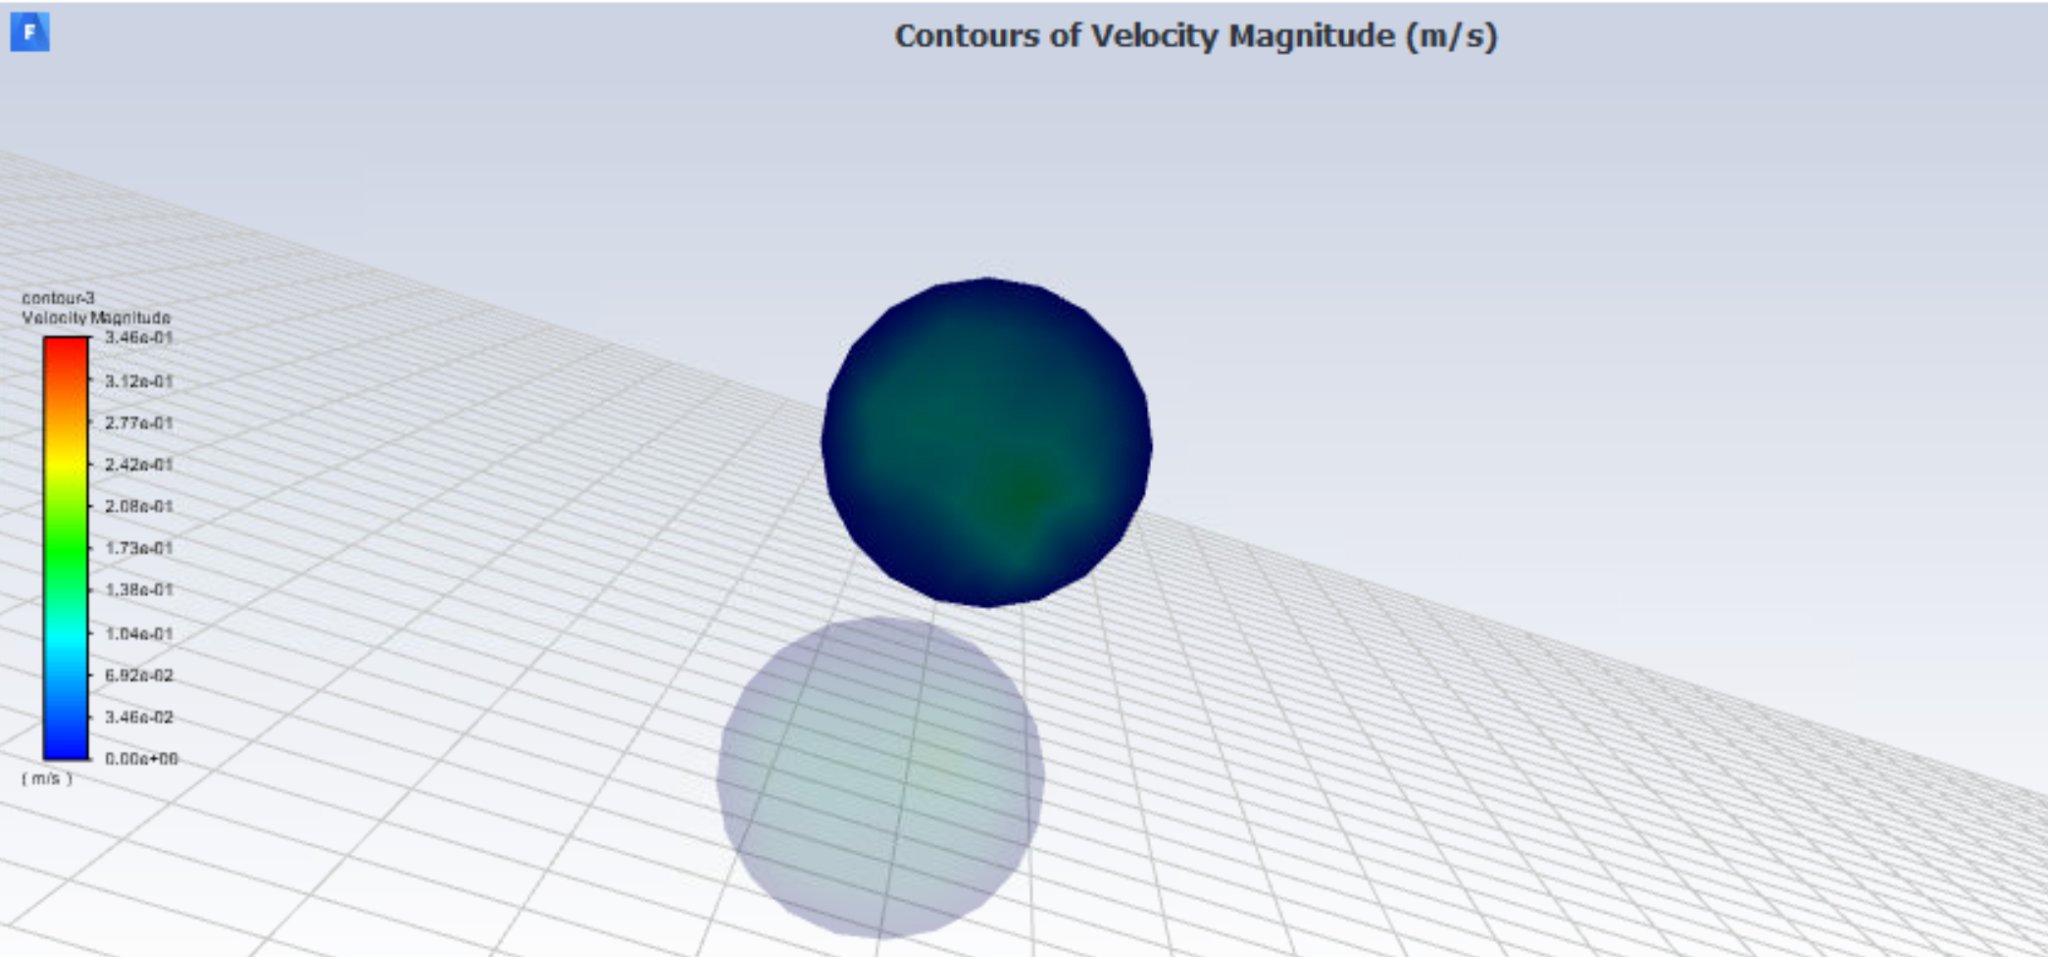 F
Contours of Velocity Magnitude (m/s)
contour-3
Velocity Magnitude
3.46e-01
3.12e-01
2.77e-01
2.42e-01
2.08e-01
1.73e-01
1.38e-01
1.04e-01
6.92e-02
3.46e-02
0.00e+00
( m/s )